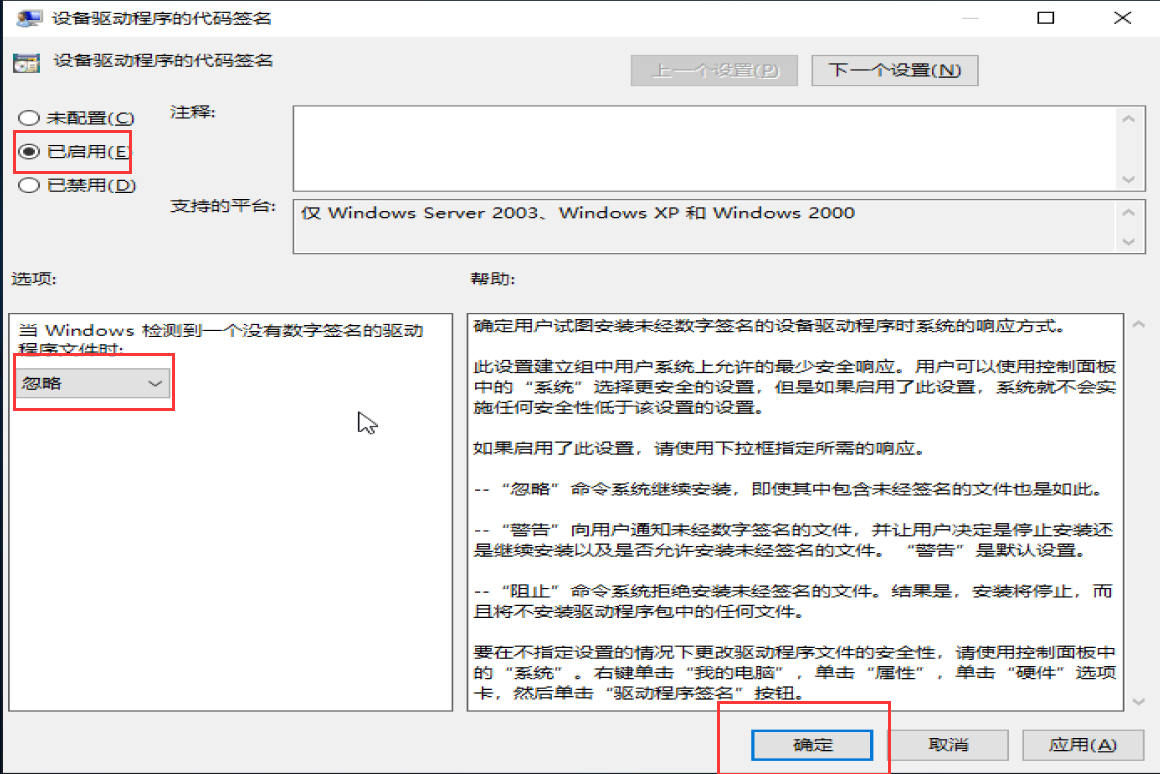 设备驱动程序的代码签名
设备驱动程序的代码签名
上一个设置(P)
下一个设置(N)
未配置(C)
注释:
已启用(E)
已禁用(D)
支持的平台:
仅 Windows Server 2003、Windows XP 和 Windows 2000
选项:
帮助:
当 Windows 检测到一个没有数字签名的驱动
程序文件时:
忽略
确定用户试图安装未经数字签名的设备驱动程序时系统的响应方式。
此设置建立组中用户系统上允许的最少安全响应。用户可以使用控制面板
中的“系统”选择更安全的设置，但是如果启用了此设置，系统就不会实
施任何安全性低于该设置的设置。
如果启用了此设置，请使用下拉框指定所需的响应。
--“忽略”命令系统继续安装，即使其中包含未经签名的文件也是如此。
--“警告”向用户通知未经数字签名的文件，并让用户决定是停止安装还
是继续安装以及是否允许安装未经签名的文件。“警告”是默认设置。
--“阻止”命令系统拒绝安装未经签名的文件。结果是，安装将停止，而
且将不安装驱动程序包中的任何文件。
要在不指定设置的情况下更改驱动程序文件的安全性，请使用控制面板中
的“系统”。右键单击“我的电脑”，单击“属性”，单击“硬件”选项
卡，然后单击“驱动程序签名”按钮。
确定
取消
应用(A)